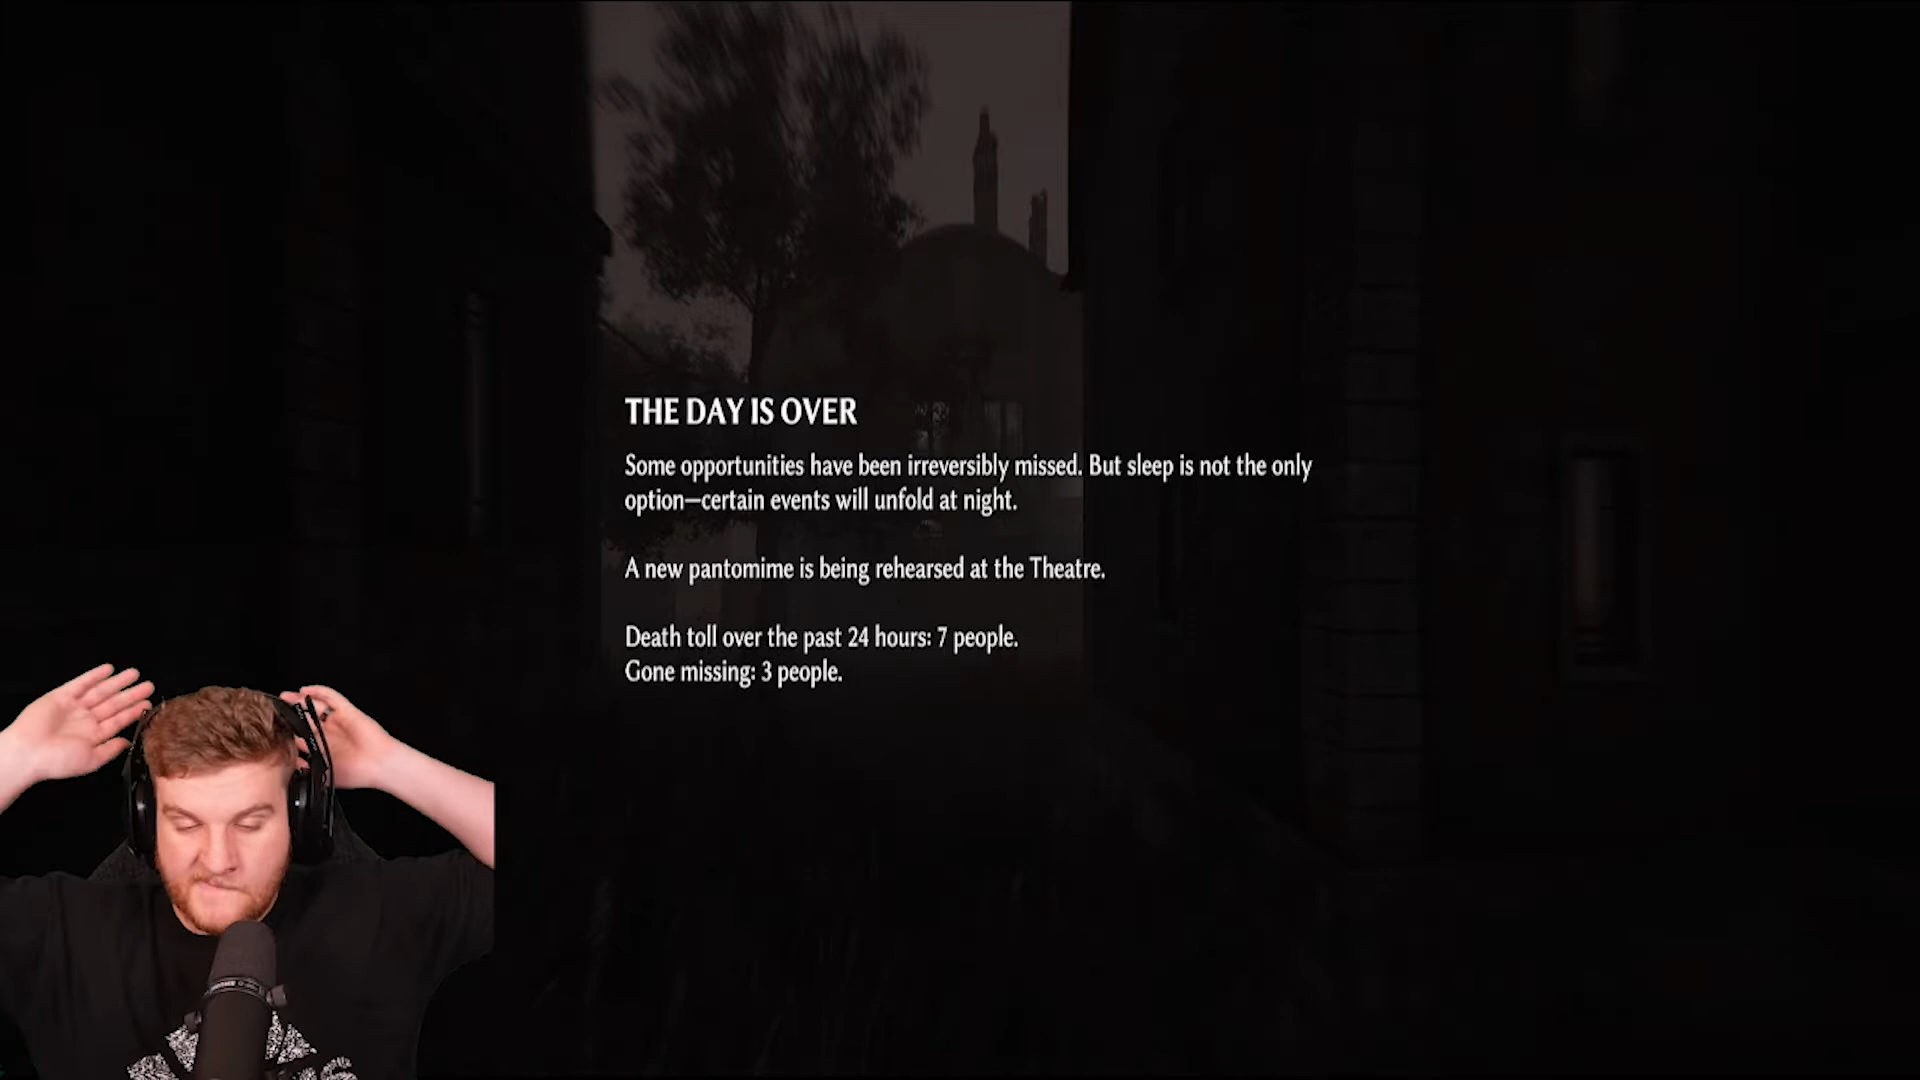 THE DAY IS OVER
Some opportunities have been irreversibly missed. But sleep is not the only
option—certain events will unfold at night.
A new pantomime is being rehearsed at the Theatre.
Death toll over the past 24 hours: 7 people.
Gone missing: 3 people.